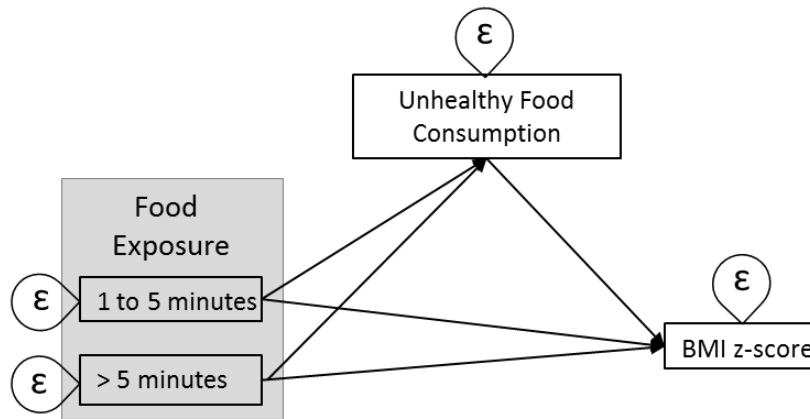 ε
Unhealthy Food
Consumption
Food
Exposure
ε
1 to 5 minutes
ε
> 5 minutes
ε
BMI z-score